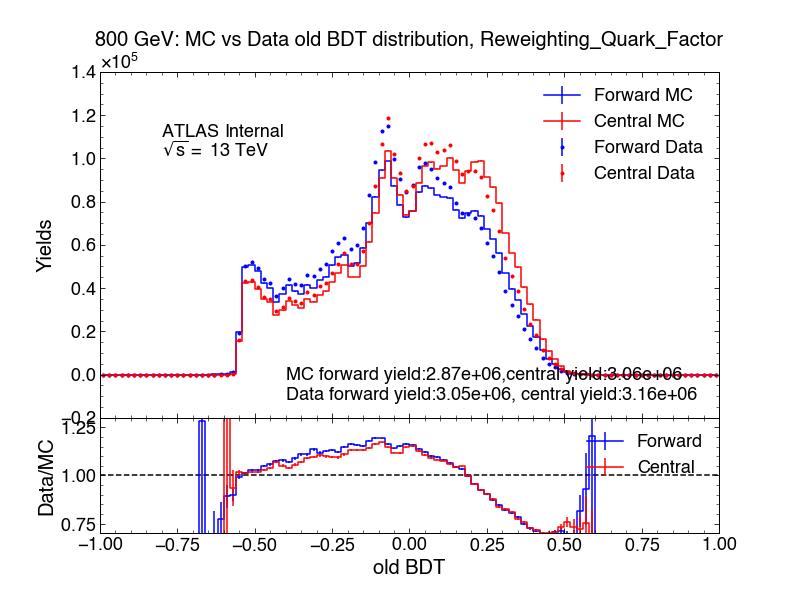 800 GeV: MC vs Data old BDT distribution, Reweighting_Quark_Factor
×10⁵
1.4
1.2
1.0
0.8
0.6
0.4
0.2
0.0
−0.2
Yields
ATLAS Internal
√s = 13 TeV
Forward MC
Central MC
Forward Data
Central Data
MC forward yield:2.87e+06,central yield:3.06e+06
Data forward yield:3.05e+06, central yield:3.16e+06
1.25
1.00
0.75
Data/MC
Forward
Central
−1.00 −0.75 −0.50 −0.25 0.00 0.25 0.50 0.75 1.00
old BDT